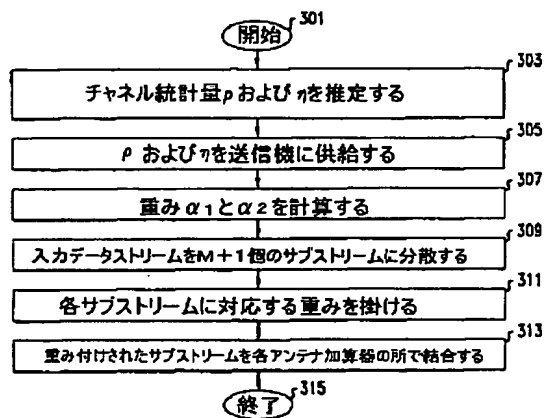 開始
301
303
チャネル統計量ρおよびηを推定する
305
ρおよびηを送信機に供給する
307
重みα1とα2を計算する
309
入力データストリームをM+1個のサブストリームに分散する
311
各サブストリームに対応する重みを掛ける
313
重み付けされたサブストリームを各アンテナ加算器の所で結合する
315
終了